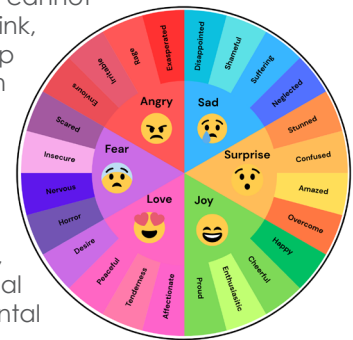 cannot
ink,
p
al
ntal
Angry
Sad
Surprise
Joy
Love
Fear
Exasperated
Disappointed
Shameful
Suffering
Neglected
Stunned
Confused
Amazed
Overcome
Happy
Cheerful
Proud
Affectionate
Tenderness
Peaceful
Desire
Horror
Nervous
Insecure
Scared
Envious
Irritable
Rage